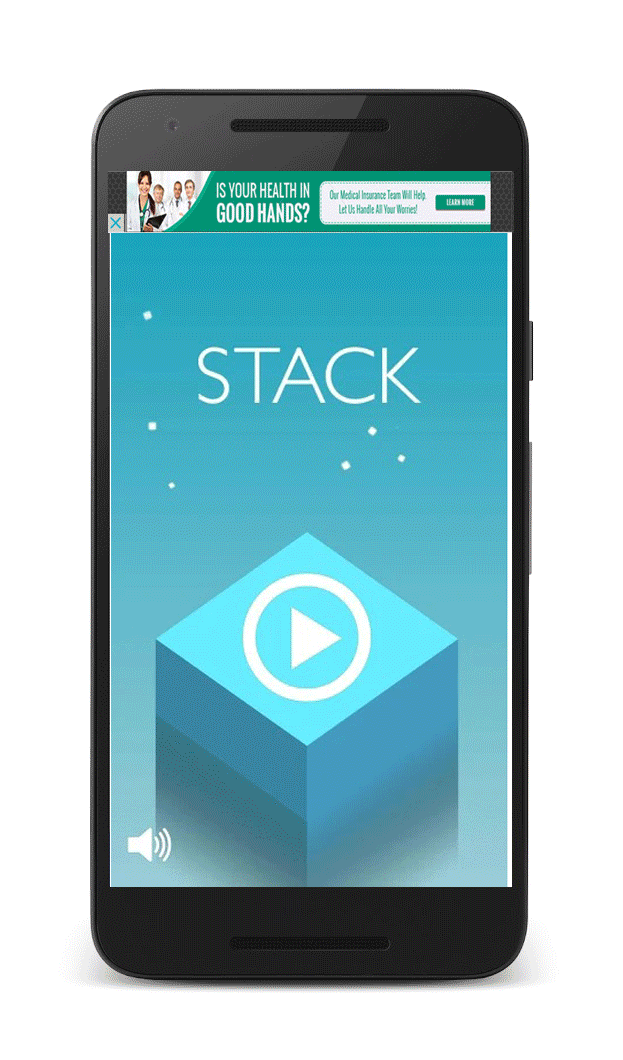 IS YOUR HEALTH IN
GOOD HANDS?
Our Medical Insurance Team Will Help.
Let Us Handle All Your Worries!
LEARN MORE
STACK